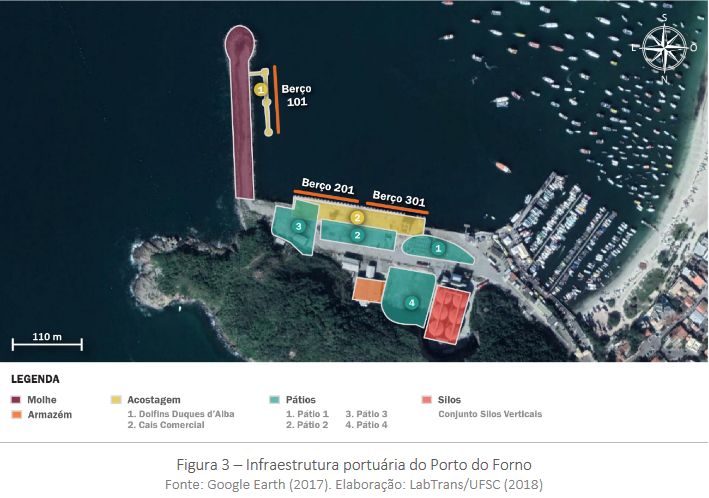 S
L
O
N
Berço
101
1
Berço 201
Berço 301
2
3
2
1
4
110 m
LEGENDA
Molhe
Armazém
Acostagem
1. Dolfins Duques d'Alba
2. Cais Comercial
Pátios
1. Pátio 1
2. Pátio 2
3. Pátio 3
4. Pátio 4
Silos
Conjunto Silos Verticais
Figura 3 – Infraestrutura portuária do Porto do Forno
Fonte: Google Earth (2017). Elaboração: LabTrans/UFSC (2018)